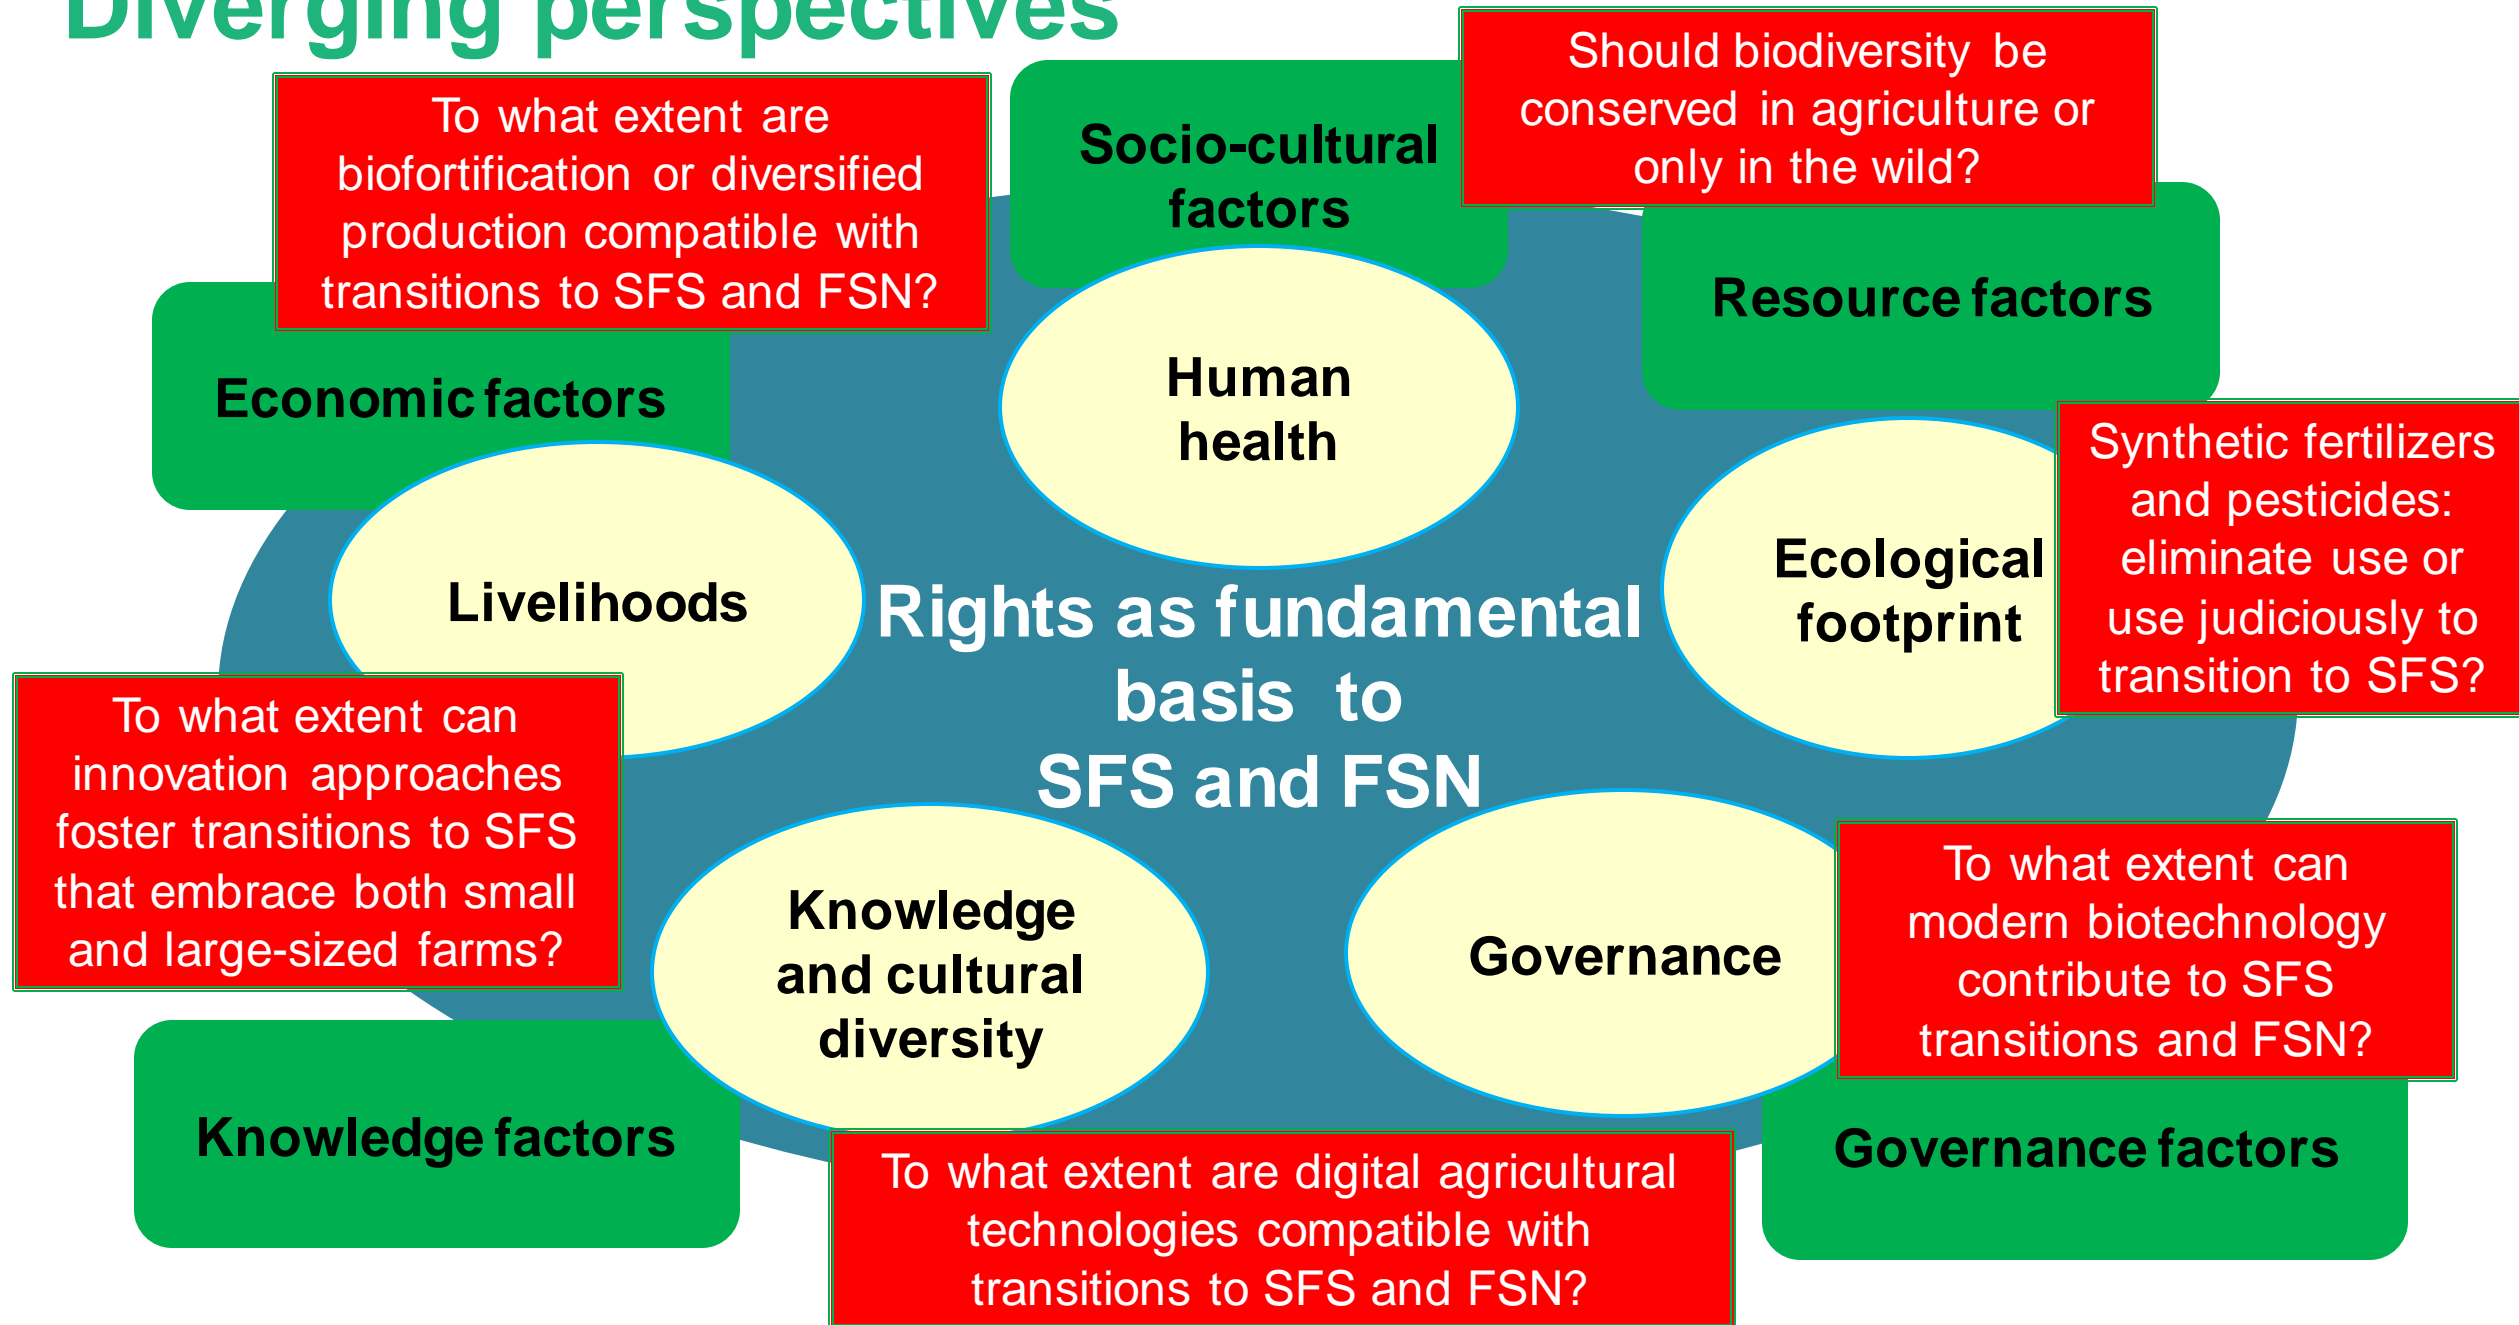 Diverging perspectives
To what extent are
biofortification or diversified
production compatible with
transitions to SFS and FSN?
Socio-cultural
factors
Should biodiversity be
conserved in agriculture or
only in the wild?
Resource factors
Economic factors
Human
health
Synthetic fertilizers
and pesticides:
eliminate use or
use judiciously to
transition to SFS?
Ecological
footprint
Livelihoods
Rights as fundamental
basis to
SFS and FSN
To what extent can
innovation approaches
foster transitions to SFS
that embrace both small
and large-sized farms?
Knowledge
and cultural
diversity
Governance
To what extent can
modern biotechnology
contribute to SFS
transitions and FSN?
Knowledge factors
Governance factors
To what extent are digital agricultural
technologies compatible with
transitions to SFS and FSN?